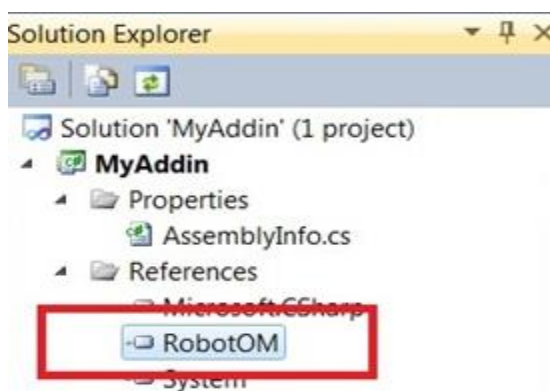 Solution Explorer
Solution 'MyAddin' (1 project)
MyAddin
Properties
AssemblyInfo.cs
References
Microsoft.CSharp
RobotOM
System